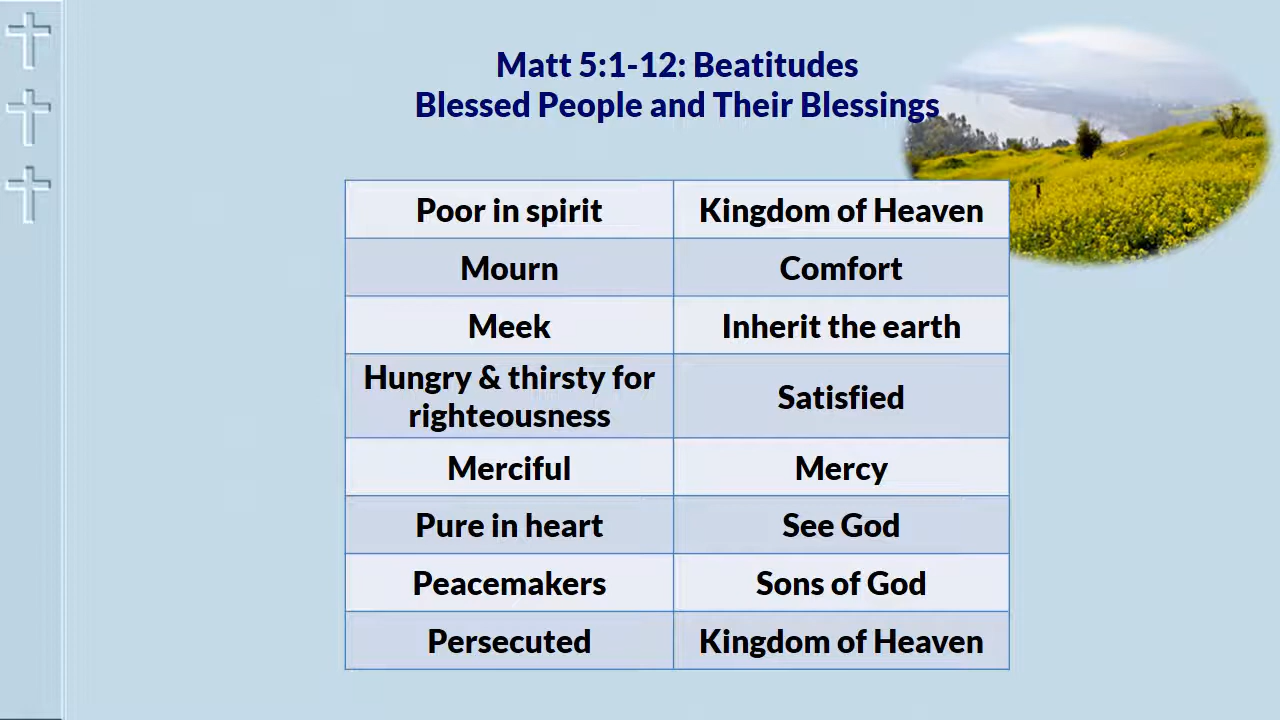 Matt 5:1-12: Beatitudes
Blessed People and Their Blessings
Poor in spirit Kingdom of Heaven
Mourn Comfort
Meek Inherit the earth
Hungry & thirsty for
righteousness
Satisfied
Merciful Mercy
Pure in heart See God
Peacemakers Sons of God
Persecuted Kingdom of Heaven